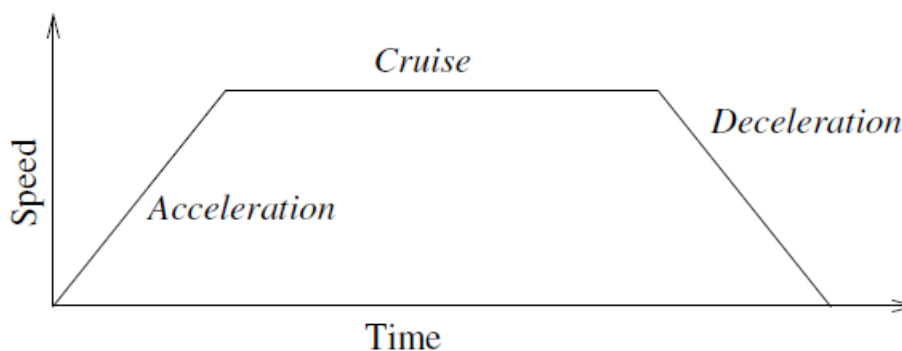 Cruise
Deceleration
Speed
Acceleration
Time